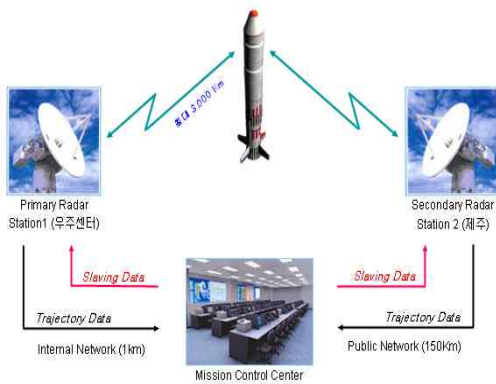 최대 3,000 Km
Primary Radar
Station1 (우주센터)
Secondary Radar
Station 2 (제주)
Slaving Data
Slaving Data
Trajectory Data
Trajectory Data
Internal Network (1km)
Public Network (150Km)
Mission Control Center